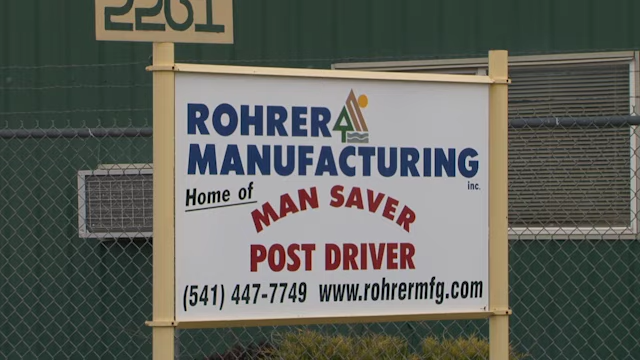 2261
ROHRER
MANUFACTURING
inc.
Home of
MAN SAVER
POST DRIVER
(541) 447-7749 www.rohrermfg.com